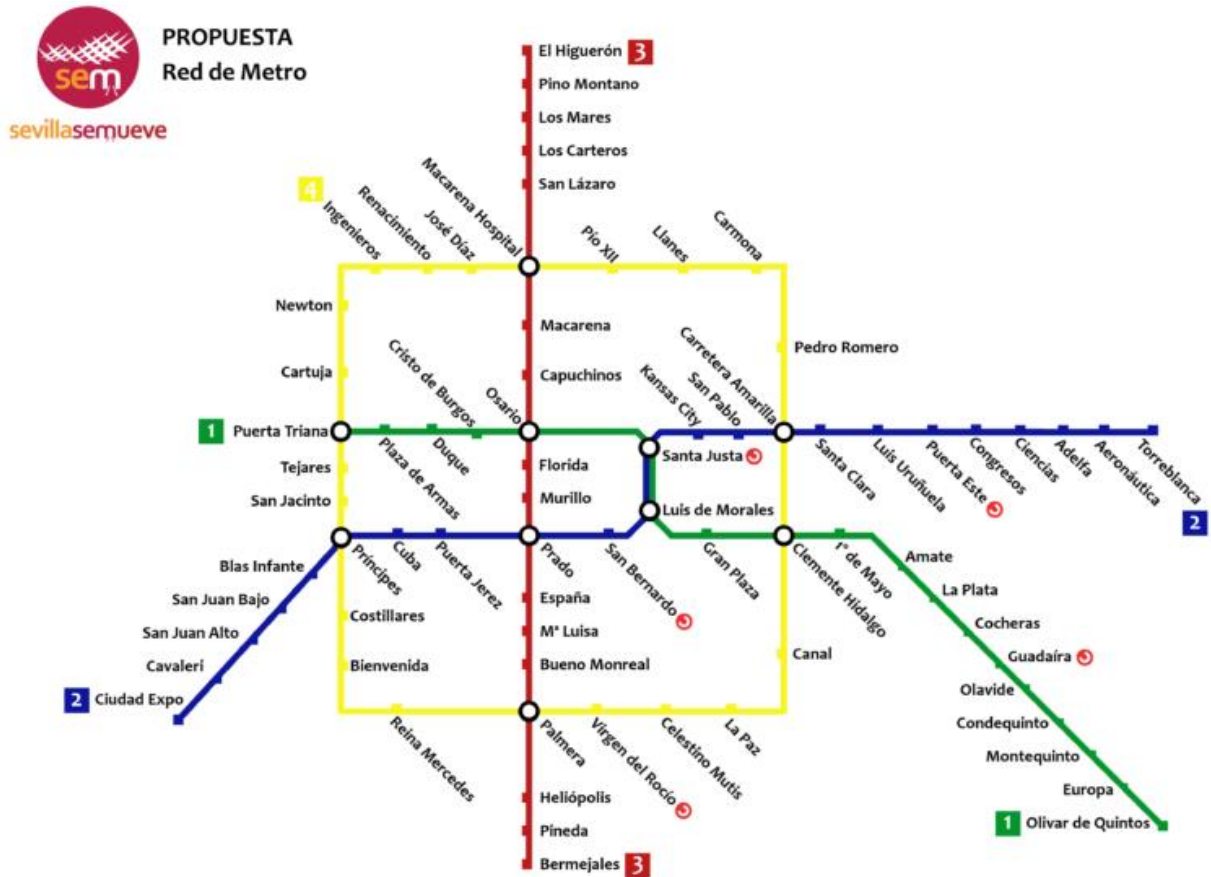 PROPUESTA
Red de Metro
sem
sevillasemueve
El Higuerón 3
Pino Montano
Los Mares
Los Carteros
San Lázaro
4
Ingenieros
Renacimiento
José Díaz
Macarena Hospital
Pío XII
Llanes
Carmona
Newton
Macarena
Pedro Romero
Cartuja
Capuchinos
Cristo de Burgos
Osario
Kansas City
San Pablo
Carretera Amarilla
1 Puerta Triana
Plaza de Armas
Duque
Santa Justa
Santa Clara
Luis Uruñuela
Puerta Este
Congresos
Ciencias
Adelfa
Aeronáutica
Torreblanca
2
Tejares
Florida
San Jacinto
Murillo
Luis de Morales
Blas Infante
Príncipes
Cuba
Puerta Jerez
Prado
San Bernardo
Gran Plaza
Clemente Hidalgo
1º de Mayo
Amate
San Juan Bajo
La Plata
San Juan Alto
Costillares
España
Mª Luisa
Cocheras
Cavaleri
Bienvenida
Bueno Monreal
Canal
Guadaíra
2 Ciudad Expo
Olavide
Reina Mercedes
Palmera
Virgen del Rocío
Celestino Mutis
La Paz
Condequinto
Montequinto
Heliópolis
Europa
Pineda
1 Olivar de Quintos
Bermejales 3